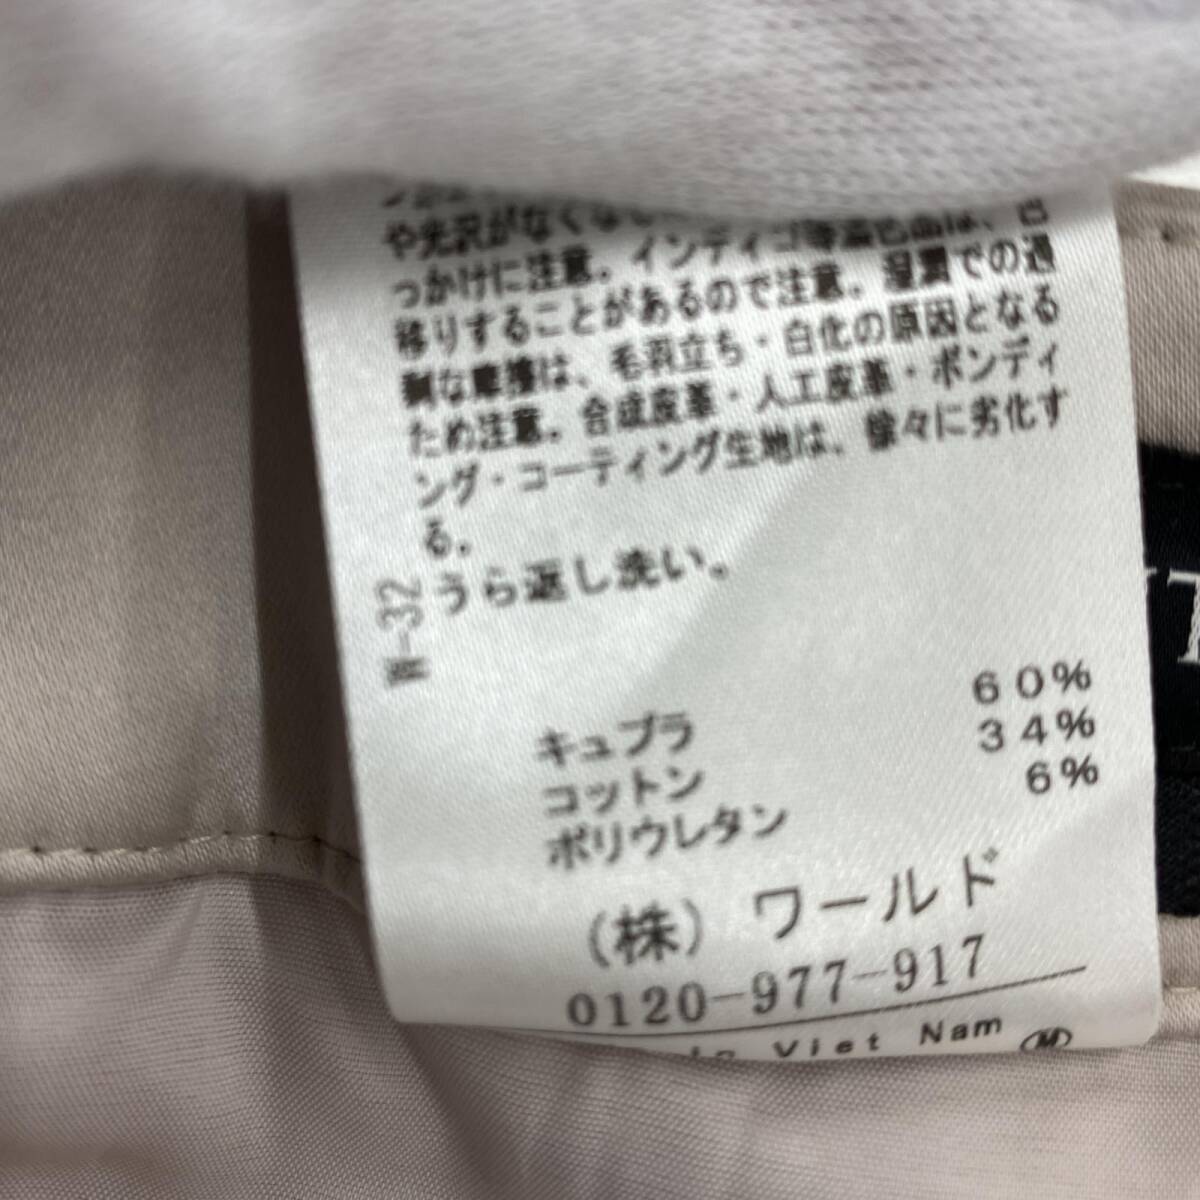 や光沢がなくな
っかけに注意。インディゴ等濃色品は、色
移りすることがあるので注意。湿潤での過
剰な摩擦は、毛羽立ち・白化の原因となる
ため注意。合成皮革・人工皮革・ボンディ
ング・コーティング生地は、徐々に劣化す
る。
うら返し洗い。
W-32
キュプラ 60%
コットン 34%
ポリウレタン 6%
(株) ワールド
0120-977-917
in Viet Nam
M